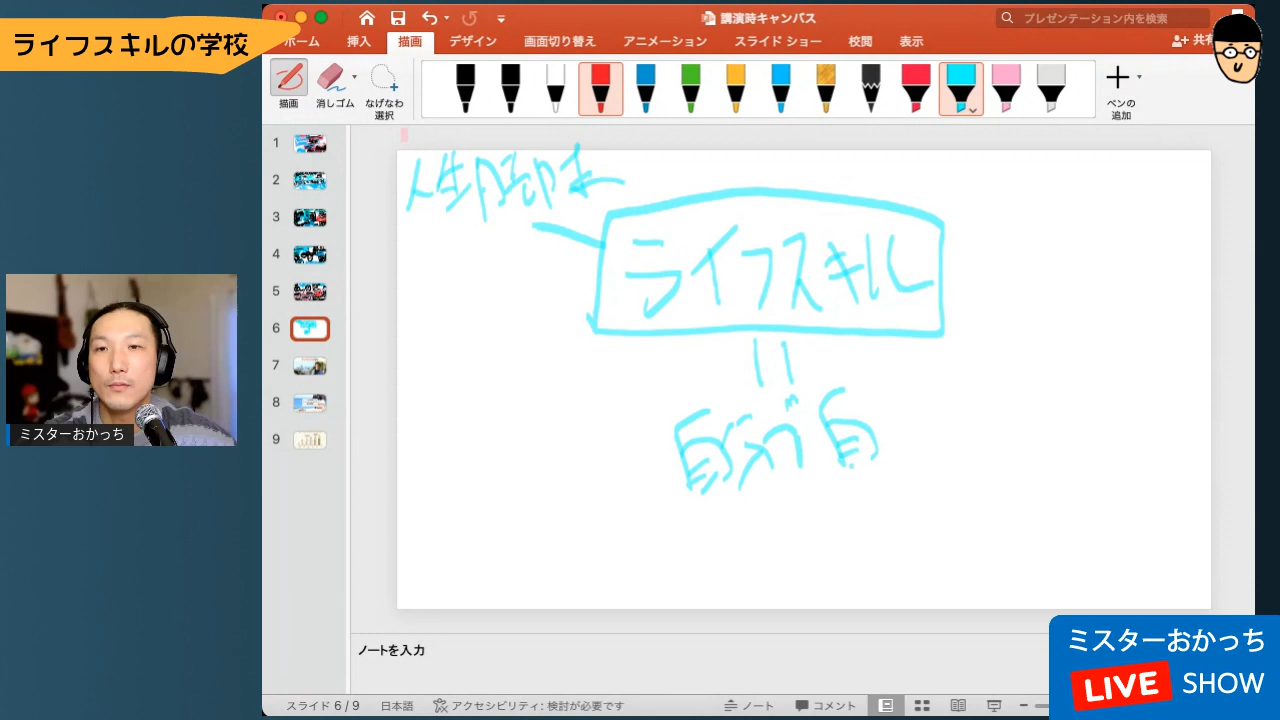 ライフスキルの学校
講演時キャンバス
プレゼンテーション内を検索
ホーム 挿入 描画 デザイン 画面切り替え アニメーション スライド ショー 校閲 表示 共有
描画 消しゴム なげなわ選択 ペンの追加
1
2
3
4
5
6
7
8
9
人生
ライフスキル
自分で自
ミスターおかっち
ノートを入力
ミスターおかっち
LIVE SHOW
スライド 6 / 9 日本語 アクセシビリティ: 検討が必要です ノート コメント